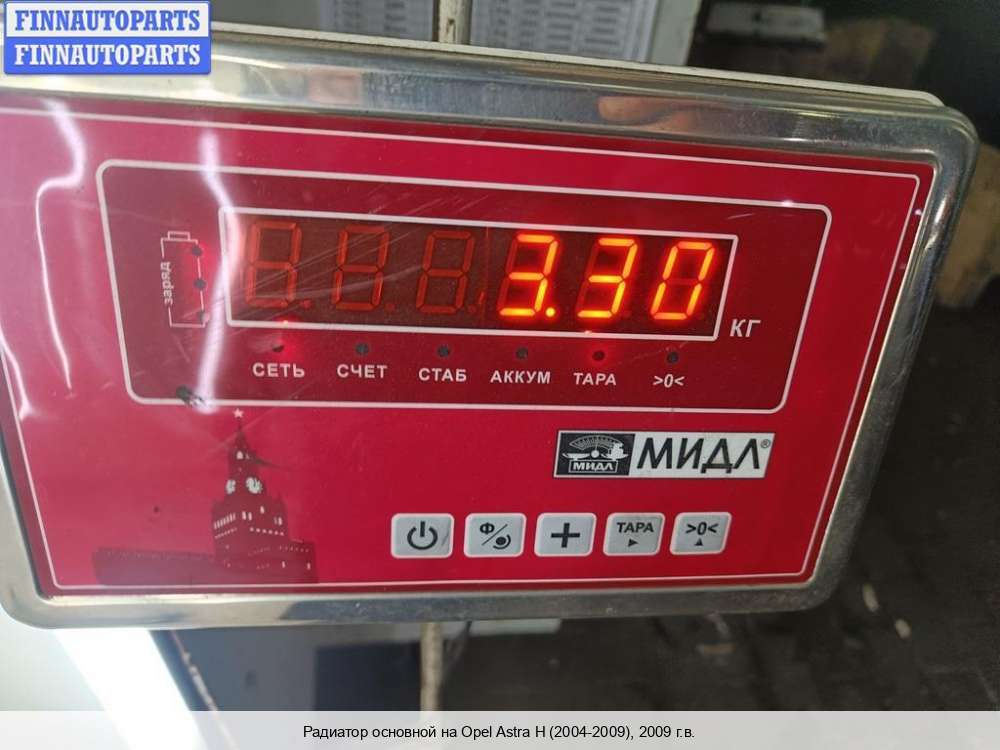 FINNAUTOPARTS
FINNAUTOPARTS
заряд
3.30
КГ
СЕТЬ СЧЕТ СТАБ АККУМ ТАРА >0<
МИДЛ МИДЛ®
Ф/ + ТАРА >0<
Радиатор основной на Opel Astra H (2004-2009), 2009 г.в.